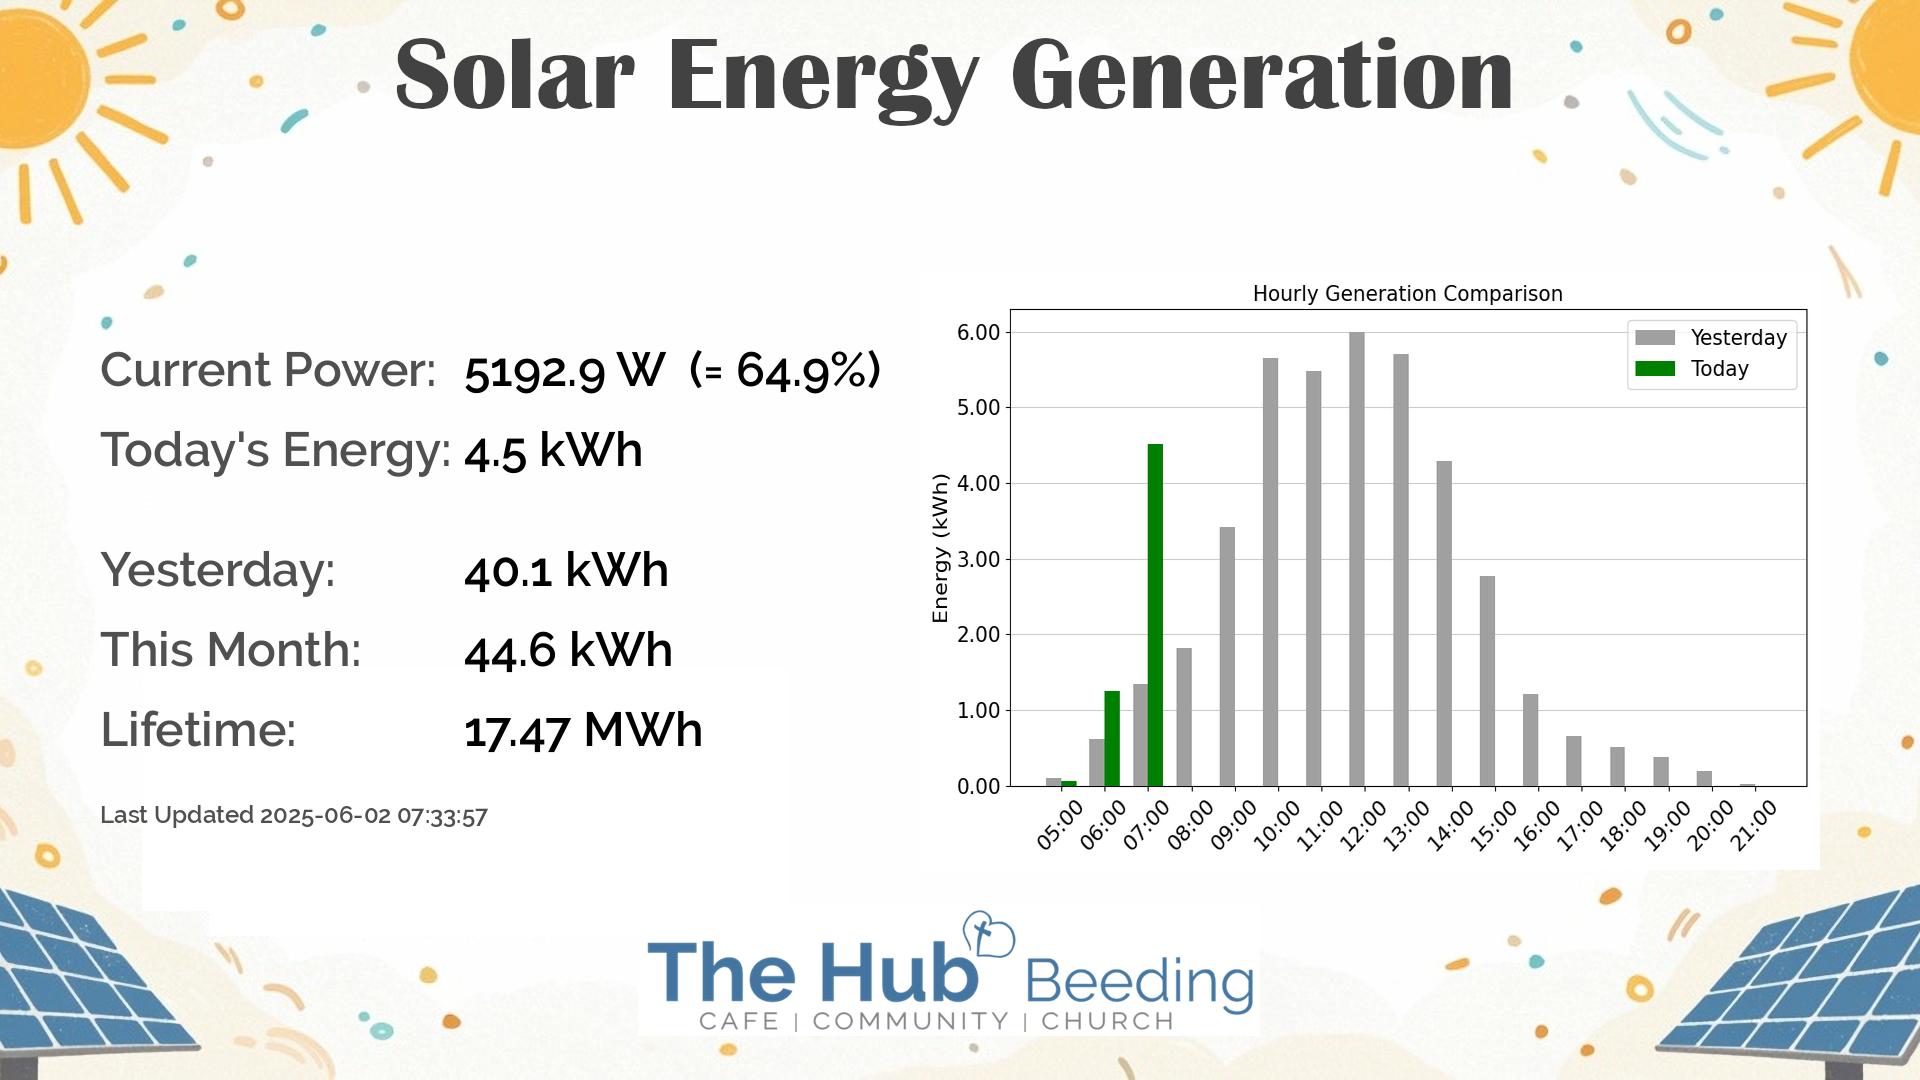 Solar Energy Generation
Current Power: 5192.9 W (= 64.9%)
Today's Energy: 4.5 kWh
Yesterday: 40.1 kWh
This Month: 44.6 kWh
Lifetime: 17.47 MWh
Last Updated 2025-06-02 07:33:57
Hourly Generation Comparison
Yesterday
Today
Energy (kWh)
6.00
5.00
4.00
3.00
2.00
1.00
0.00
05:00 06:00 07:00 08:00 09:00 10:00 11:00 12:00 13:00 14:00 15:00 16:00 17:00 18:00 19:00 20:00 21:00
The Hub Beeding
CAFE | COMMUNITY | CHURCH